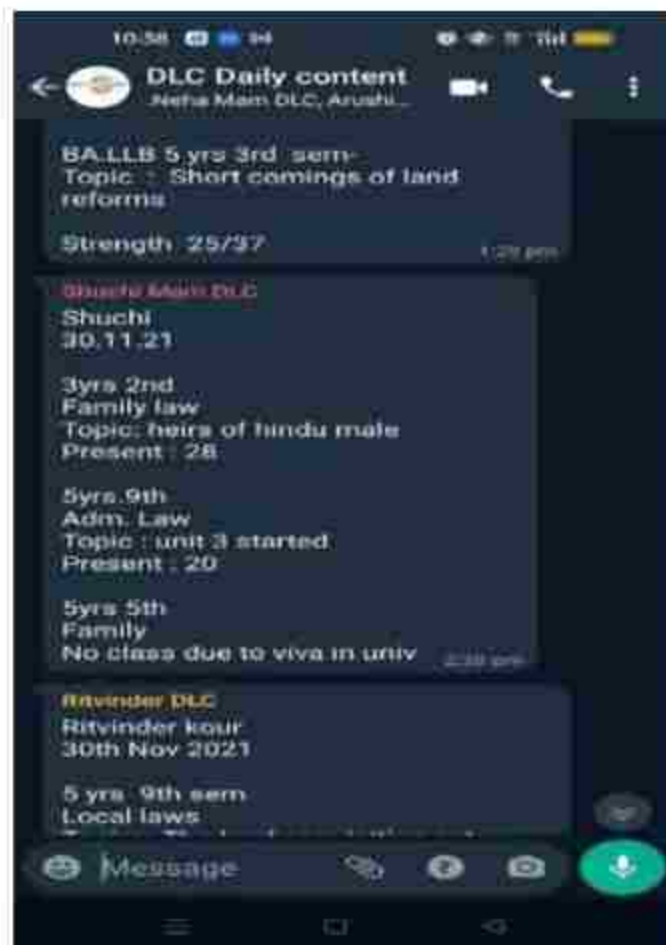 10:38
DLC Daily content
Neha Mam DLC, Arushi...
BA.LLB 5 yrs 3rd sem-
Topic : Short comings of land
reforms
Strength 25/37
1:29 pm
Shuchi Mam DLC
Shuchi
30.11.21
3yrs 2nd
Family law
Topic: heirs of hindu male
Present : 28
5yrs.9th
Adm. Law
Topic : unit 3 started
Present : 20
5yrs 5th
Family
No class due to viva in univ
pm
Ritvinder DLC
Ritvinder kour
30th Nov 2021
5 yrs 9th sem
Local laws
Message